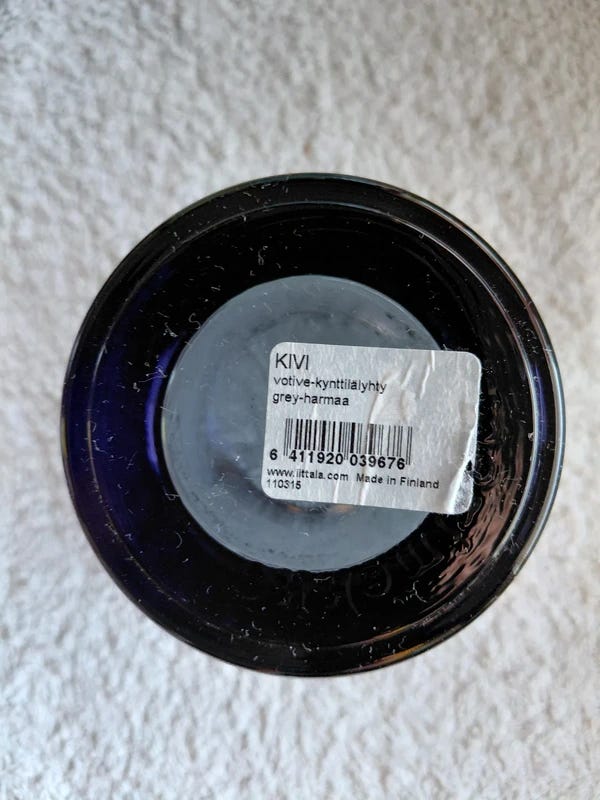 KIVI
votive-kynttilälyhty
grey-harmaa
6 411920 039676
www.iittala.com Made in Finland
110315